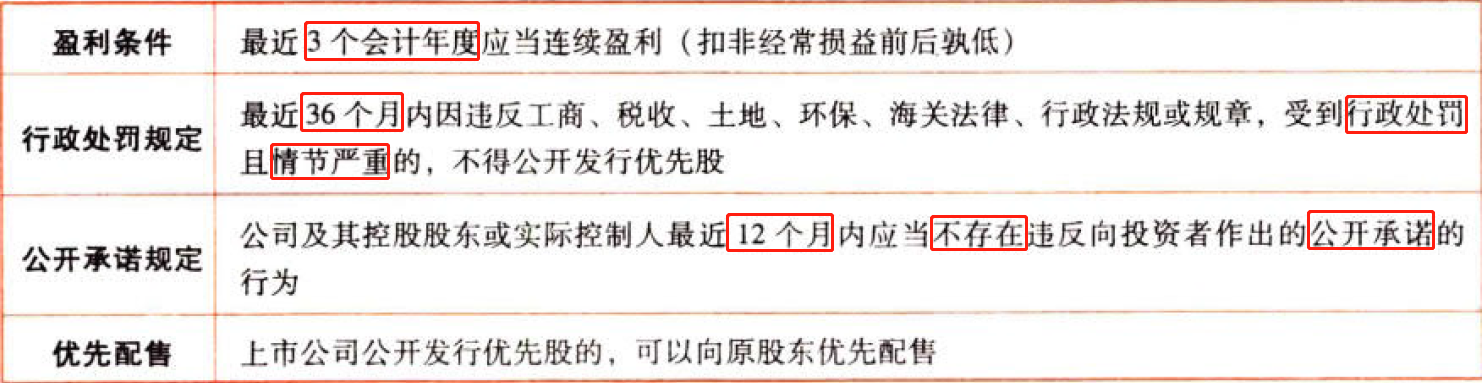 盈利条件
最近3个会计年度应当连续盈利（扣非经常损益前后孰低）
行政处罚规定
最近36个月内因违反工商、税收、土地、环保、海关法律、行政法规或规章，受到行政处罚
且情节严重的，不得公开发行优先股
公开承诺规定
公司及其控股股东或实际控制人最近12个月内应当不存在违反向投资者作出的公开承诺的
行为
优先配售
上市公司公开发行优先股的，可以向原股东优先配售